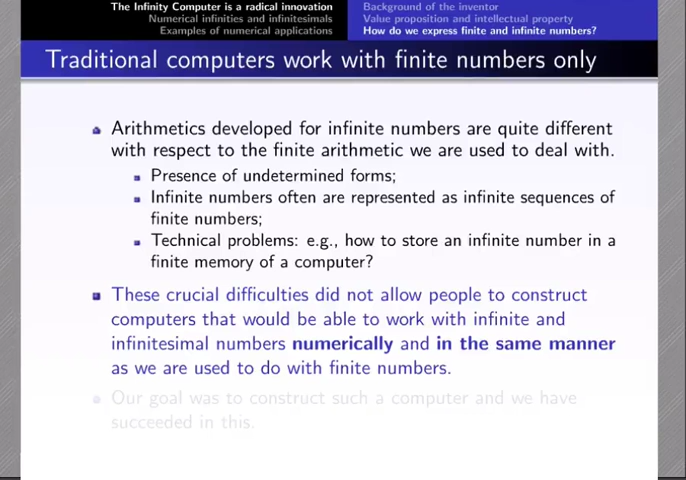 The Infinity Computer is a radical innovation
Numerical infinities and infinitesimals
Examples of numerical applications
Background of the inventor
Value proposition and intellectual property
How do we express finite and infinite numbers?
Traditional computers work with finite numbers only
Arithmetics developed for infinite numbers are quite different
with respect to the finite arithmetic we are used to deal with.
Presence of undetermined forms;
Infinite numbers often are represented as infinite sequences of
finite numbers;
Technical problems: e.g., how to store an infinite number in a
finite memory of a computer?
These crucial difficulties did not allow people to construct
computers that would be able to work with infinite and
infinitesimal numbers numerically and in the same manner
as we are used to do with finite numbers.
Our goal was to construct such a computer and we have
succeeded in this.